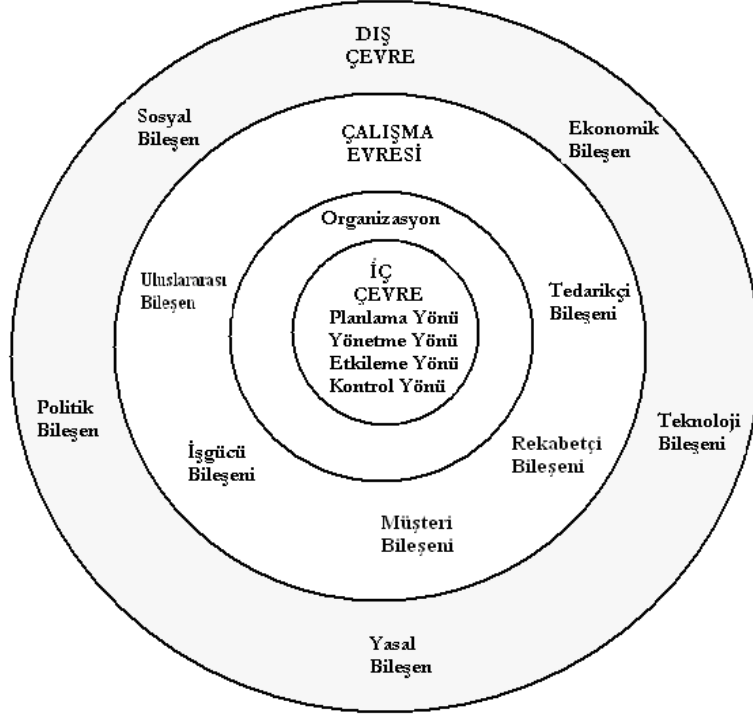 DIŞ
ÇEVRE
Sosyal
Bileşen
Ekonomik
Bileşen
ÇALIŞMA
EVRESİ
Organizasyon
Uluslararası
Bileşen
İÇ
ÇEVRE
Planlama Yönü
Yönetme Yönü
Etkileme Yönü
Kontrol Yönü
Tedarikçi
Bileşeni
Politik
Bileşen
Teknoloji
Bileşeni
İşgücü
Bileşeni
Rekabetçi
Bileşeni
Müşteri
Bileşeni
Yasal
Bileşen